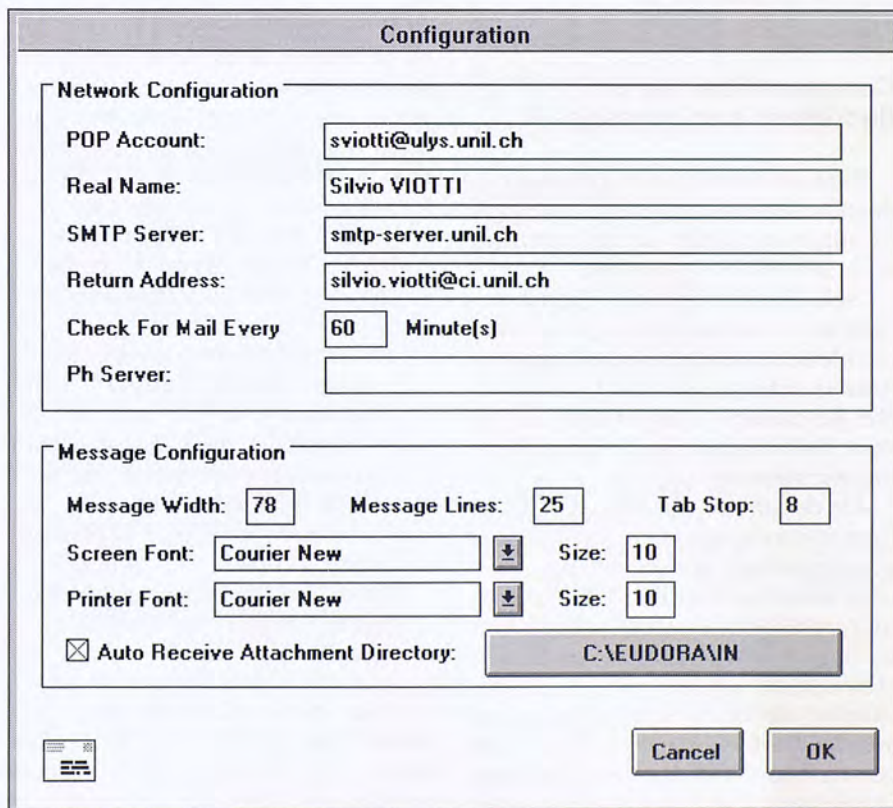 Configuration
Network Configuration
POP Account: sviotti@ulys.unil.ch
Real Name: Silvio VIOTTI
SMTP Server: smtp-server.unil.ch
Return Address: silvio.viotti@ci.unil.ch
Check For Mail Every 60 Minute(s)
Ph Server:
Message Configuration
Message Width: 78 Message Lines: 25 Tab Stop: 8
Screen Font: Courier New Size: 10
Printer Font: Courier New Size: 10
Auto Receive Attachment Directory: C:\EUDORA\IN
Cancel OK